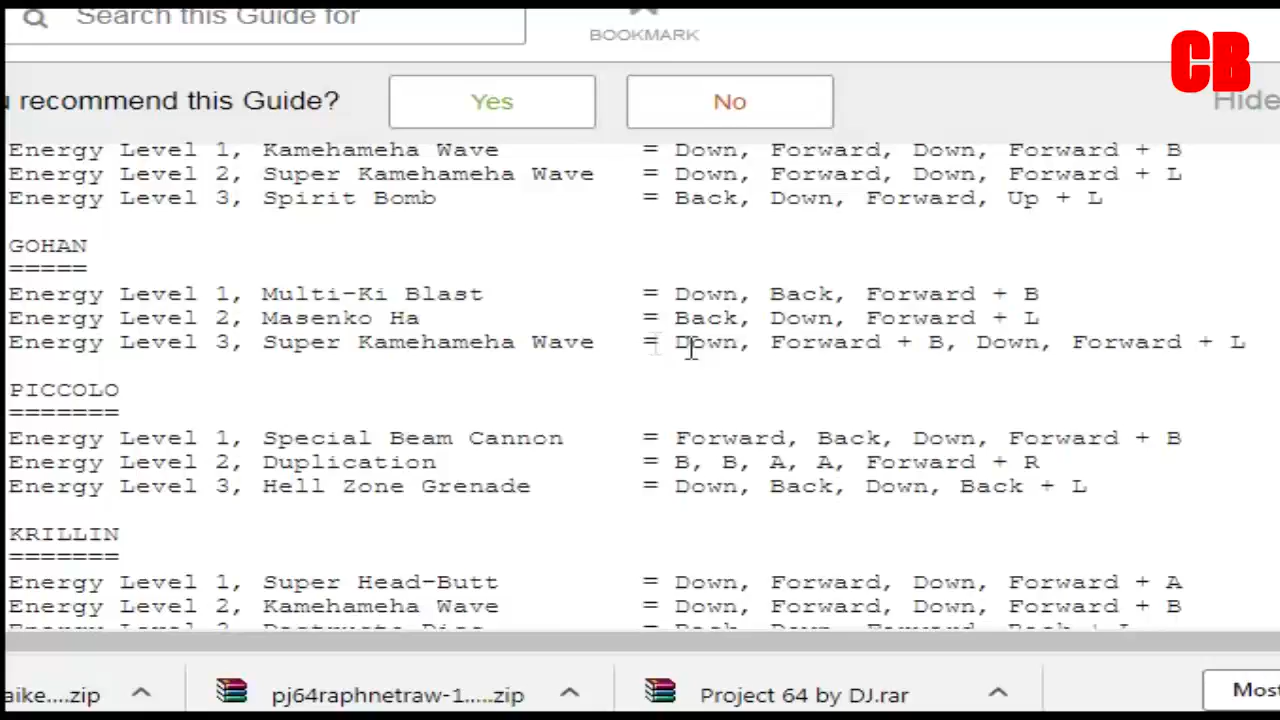 Search this Guide for
BOOKMARK
CB
recommend this Guide?
Yes
No
Hide
Energy Level 1, Kamehameha Wave = Down, Forward, Down, Forward + B
Energy Level 2, Super Kamehameha Wave = Down, Forward, Down, Forward + L
Energy Level 3, Spirit Bomb = Back, Down, Forward, Up + L
GOHAN
=====
Energy Level 1, Multi-Ki Blast = Down, Back, Forward + B
Energy Level 2, Masenko Ha = Back, Down, Forward + L
Energy Level 3, Super Kamehameha Wave = Down, Forward + B, Down, Forward + L
PICCOLO
=======
Energy Level 1, Special Beam Cannon = Forward, Back, Down, Forward + B
Energy Level 2, Duplication = B, B, A, A, Forward + R
Energy Level 3, Hell Zone Grenade = Down, Back, Down, Back + L
KRILLIN
=======
Energy Level 1, Super Head-Butt = Down, Forward, Down, Forward + A
Energy Level 2, Kamehameha Wave = Down, Forward, Down, Forward + B
aike....zip
pj64raphnetraw-1.....zip
Project 64 by DJ.rar
Most